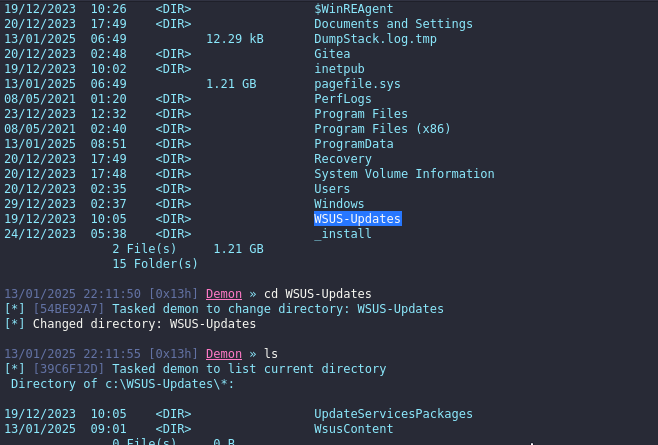 19/12/2023  10:26    <DIR>                 $WinREAgent
20/12/2023  17:49    <DIR>                 Documents and Settings
13/01/2025  06:49              12.29 kB       DumpStack.log.tmp
20/12/2023  02:48    <DIR>                 Gitea
19/12/2023  10:02    <DIR>                 inetpub
13/01/2025  06:49              1.21 GB        pagefile.sys
08/05/2021  01:20    <DIR>                 PerfLogs
23/12/2023  12:32    <DIR>                 Program Files
08/05/2021  02:40    <DIR>                 Program Files (x86)
13/01/2025  08:51    <DIR>                 ProgramData
20/12/2023  17:49    <DIR>                 Recovery
20/12/2023  17:48    <DIR>                 System Volume Information
20/12/2023  02:35    <DIR>                 Users
29/12/2023  02:37    <DIR>                 Windows
19/12/2023  10:05    <DIR>                 WSUS-Updates
24/12/2023  05:38    <DIR>                 _install
2 File(s)     1.21 GB
15 Folder(s)
13/01/2025 22:11:50 [0x13h] Demon » cd WSUS-Updates
[*] [54BE92A7] Tasked demon to change directory: WSUS-Updates
[*] Changed directory: WSUS-Updates
13/01/2025 22:11:55 [0x13h] Demon » ls
[*] [39C6F12D] Tasked demon to list current directory
Directory of c:\WSUS-Updates\*:
19/12/2023  10:05    <DIR>                 UpdateServicesPackages
13/01/2025  09:01    <DIR>                 WsusContent
0 File(s)     0 B